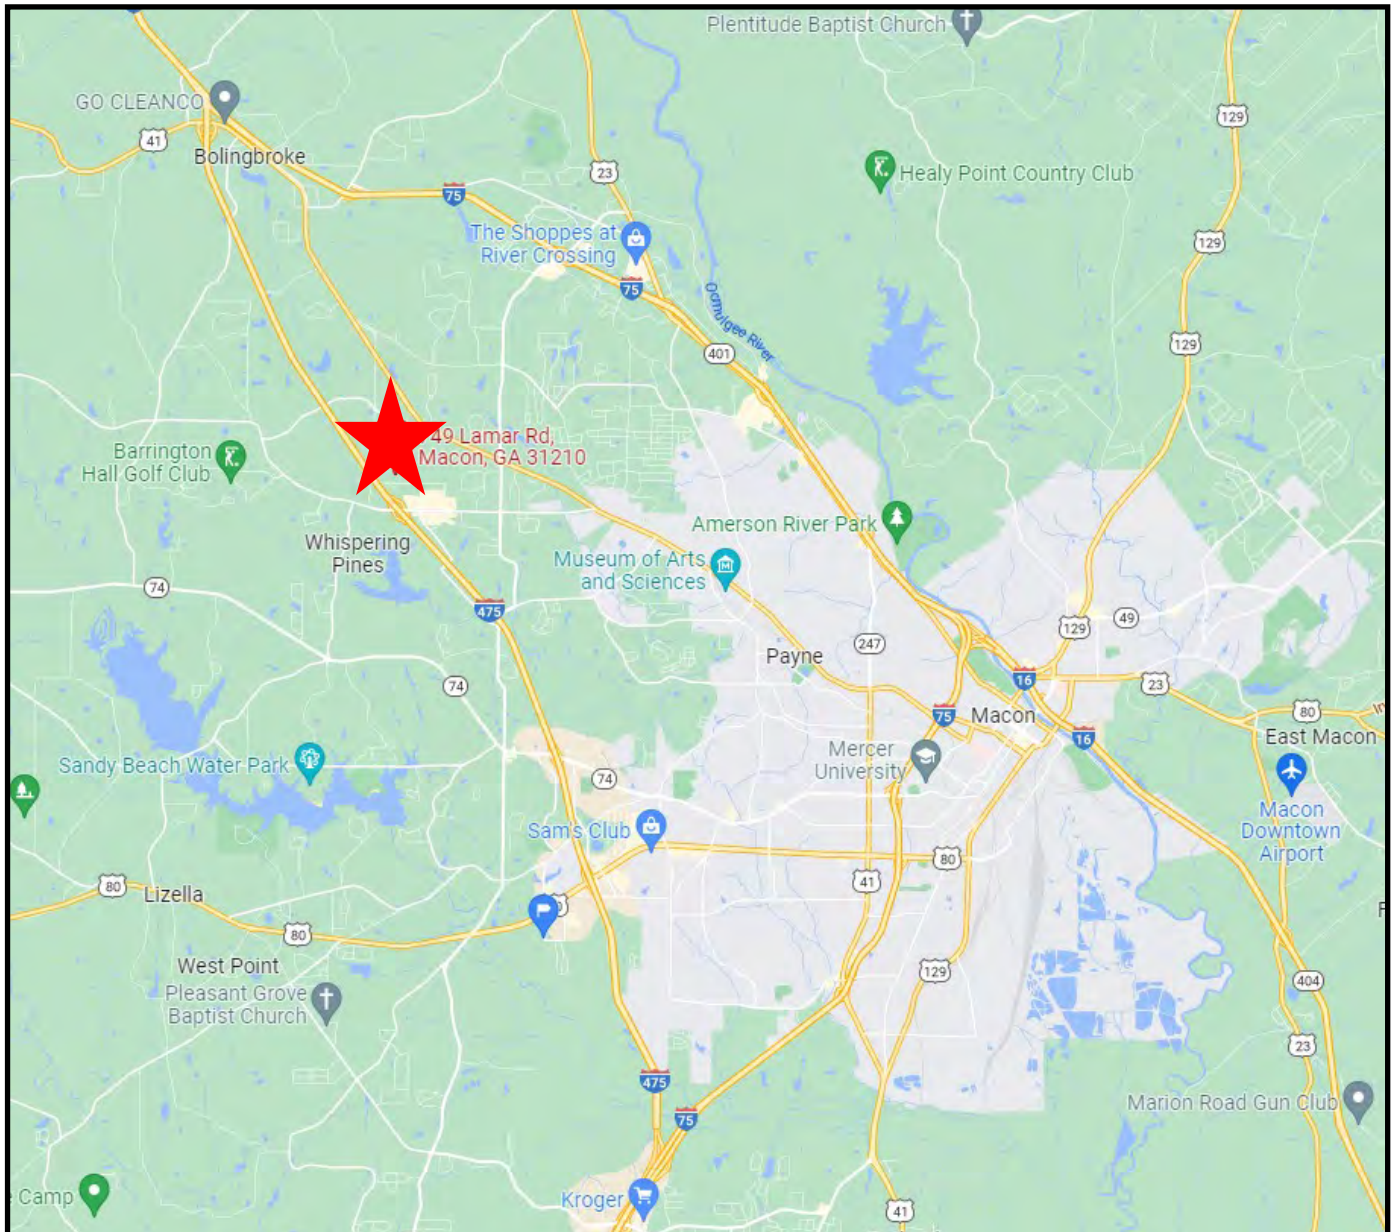 Plentitude Baptist Church
GO CLEANCO
129
41
Bolingbroke
23
Healy Point Country Club
75
The Shoppes at
River Crossing
129
75
Ocmulgee River
129
401
49 Lamar Rd,
Macon, GA 31210
Barrington
Hall Golf Club
Amerson River Park
Whispering
Pines
Museum of Arts
and Sciences
74
475
49
129
247
Payne
16
23
74
75
Macon
80
16
East Macon
Mercer
University
Sandy Beach Water Park
74
Macon
Downtown
Airport
Sam's Club
80
41
80
Lizella
80
West Point
129
404
Pleasant Grove
Baptist Church
23
475
75
Marion Road Gun Club
Camp
Kroger
41